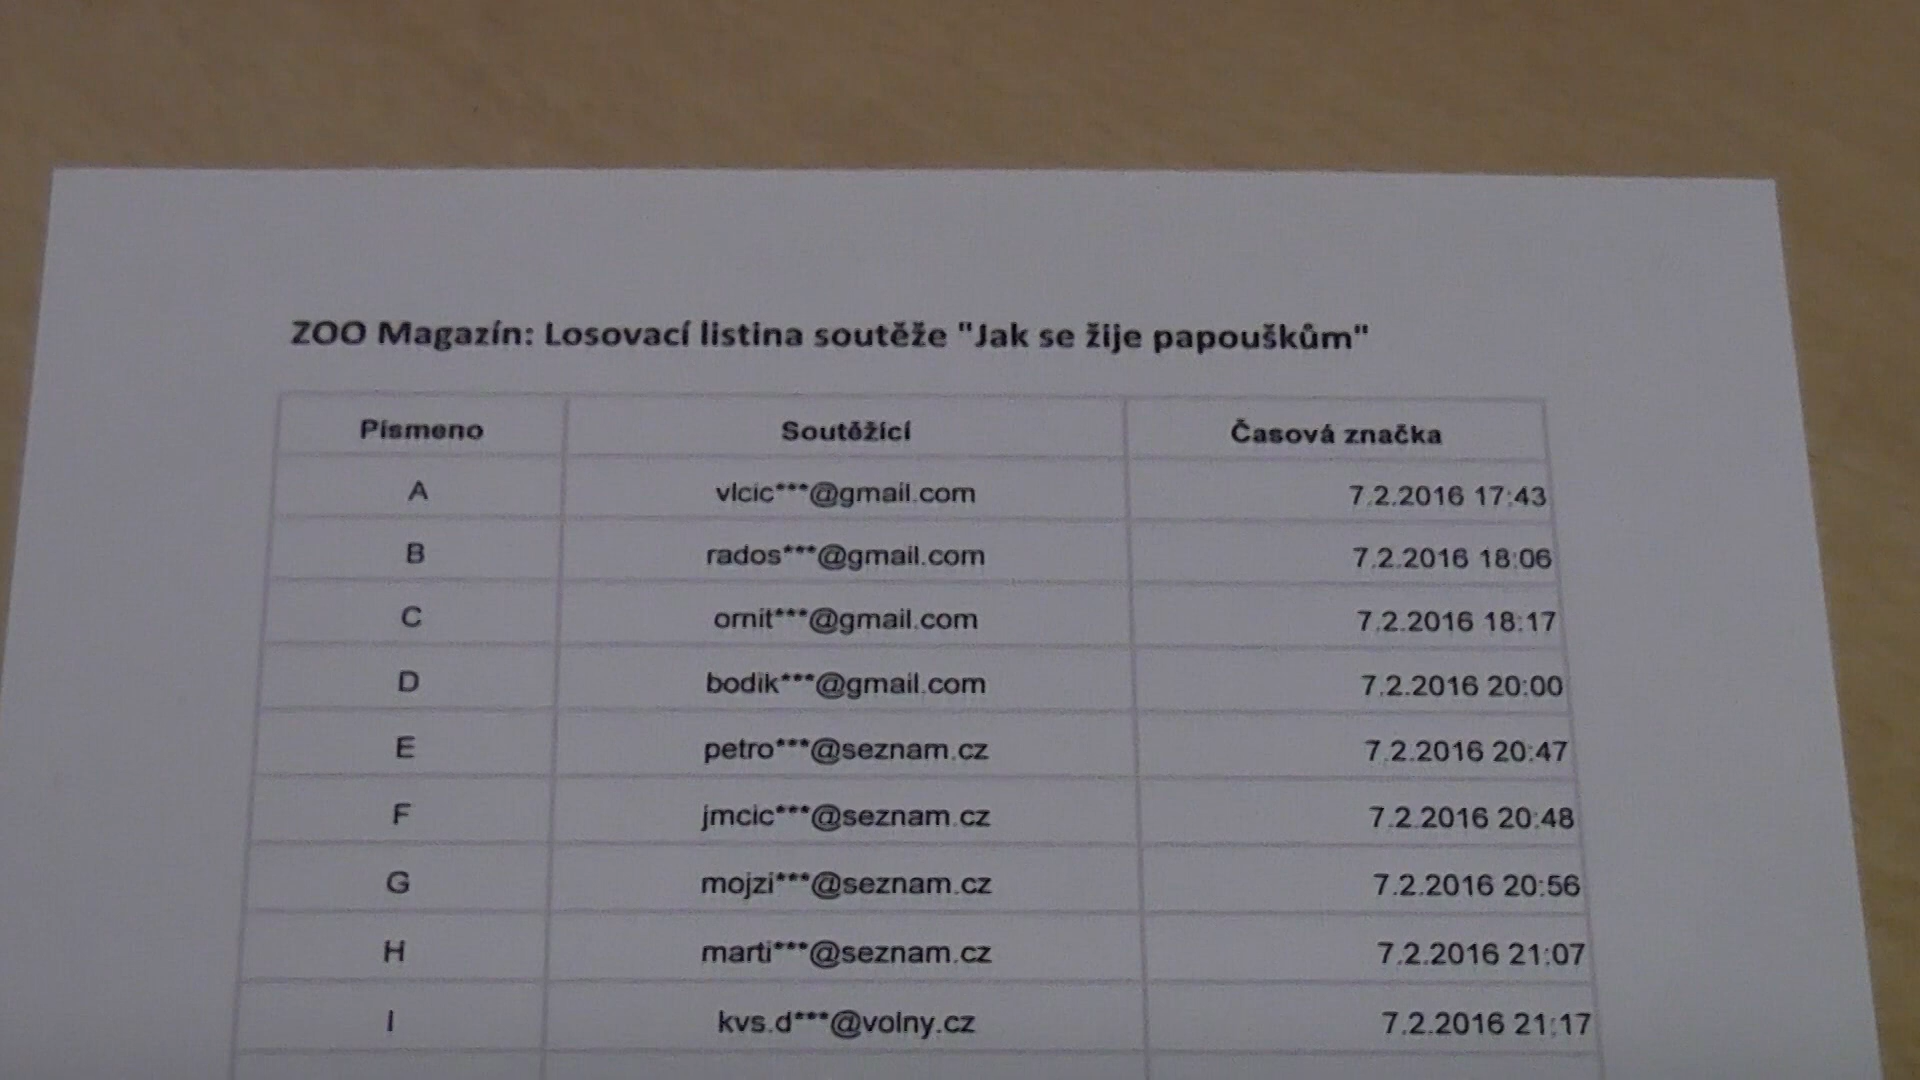 ZOO Magazín: Losovací listina soutěže "Jak se žije papouškům"
Písmeno Soutěžící Časová značka
A vlcic***@gmail.com 7.2.2016 17:43
B rados***@gmail.com 7.2.2016 18:06
C ornit***@gmail.com 7.2.2016 18:17
D bodik***@gmail.com 7.2.2016 20:00
E petro***@seznam.cz 7.2.2016 20:47
F jmcic***@seznam.cz 7.2.2016 20:48
G mojzi***@seznam.cz 7.2.2016 20:56
H marti***@seznam.cz 7.2.2016 21:07
I kvs.d***@volny.cz 7.2.2016 21:17